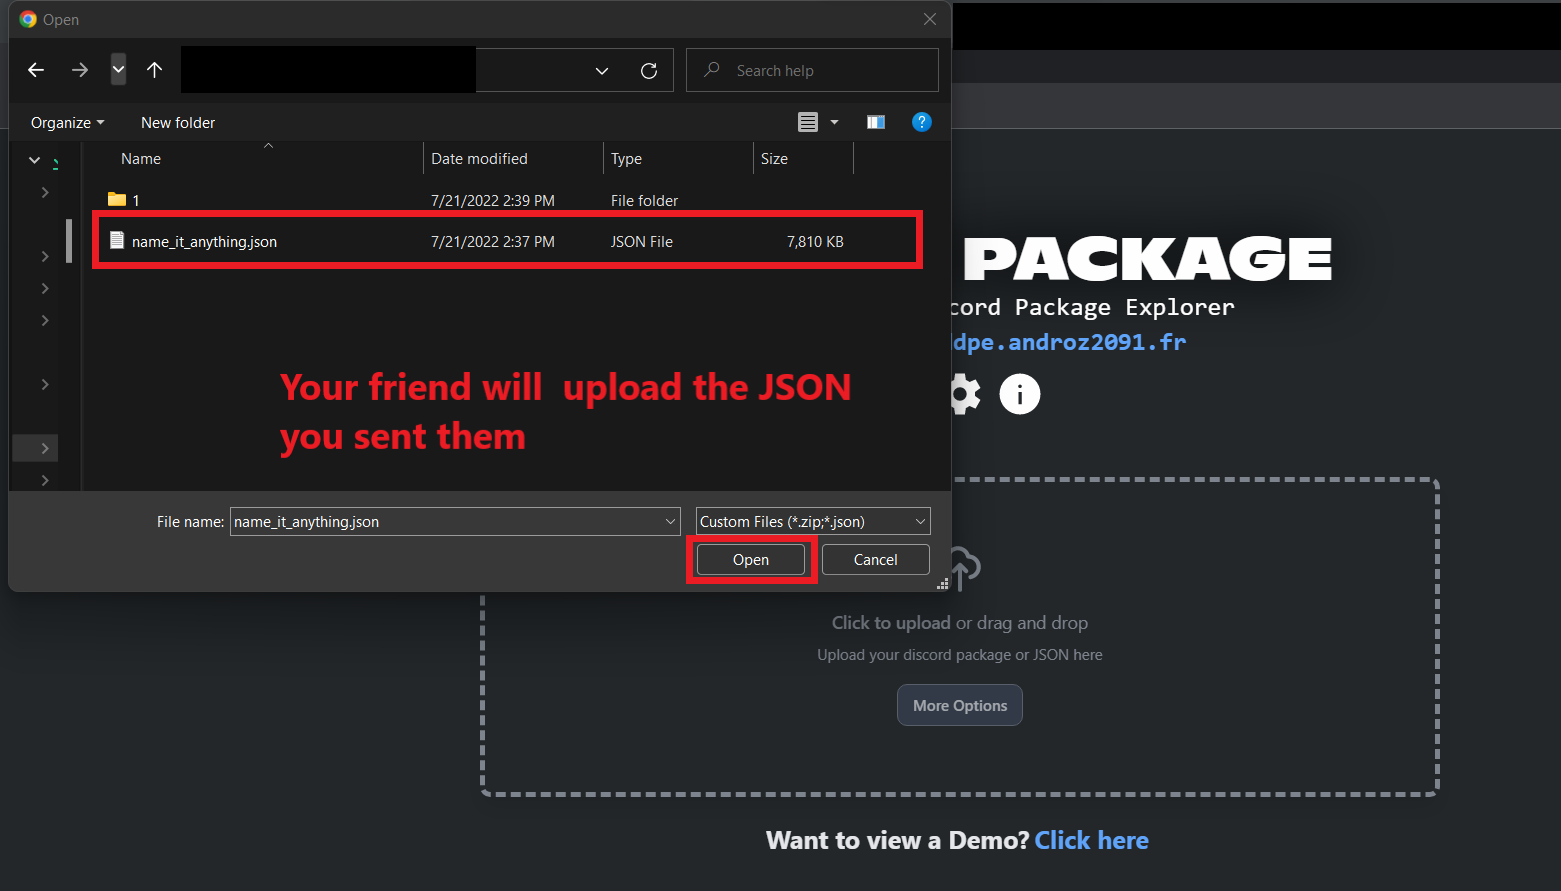 Open
Search help
Organize
New folder
?
Name
Date modified
Type
Size
1
7/21/2022 2:39 PM
File folder
name_it_anything.json
7/21/2022 2:37 PM
JSON File
7,810 KB
Your friend will upload the JSON
you sent them
File name:
name_it_anything.json
Custom Files (*.zip;*.json)
Open
Cancel
PACKAGE
cord Package Explorer
dpe.androz2091.fr
i
Click to upload or drag and drop
Upload your discord package or JSON here
More Options
Want to view a Demo? Click here